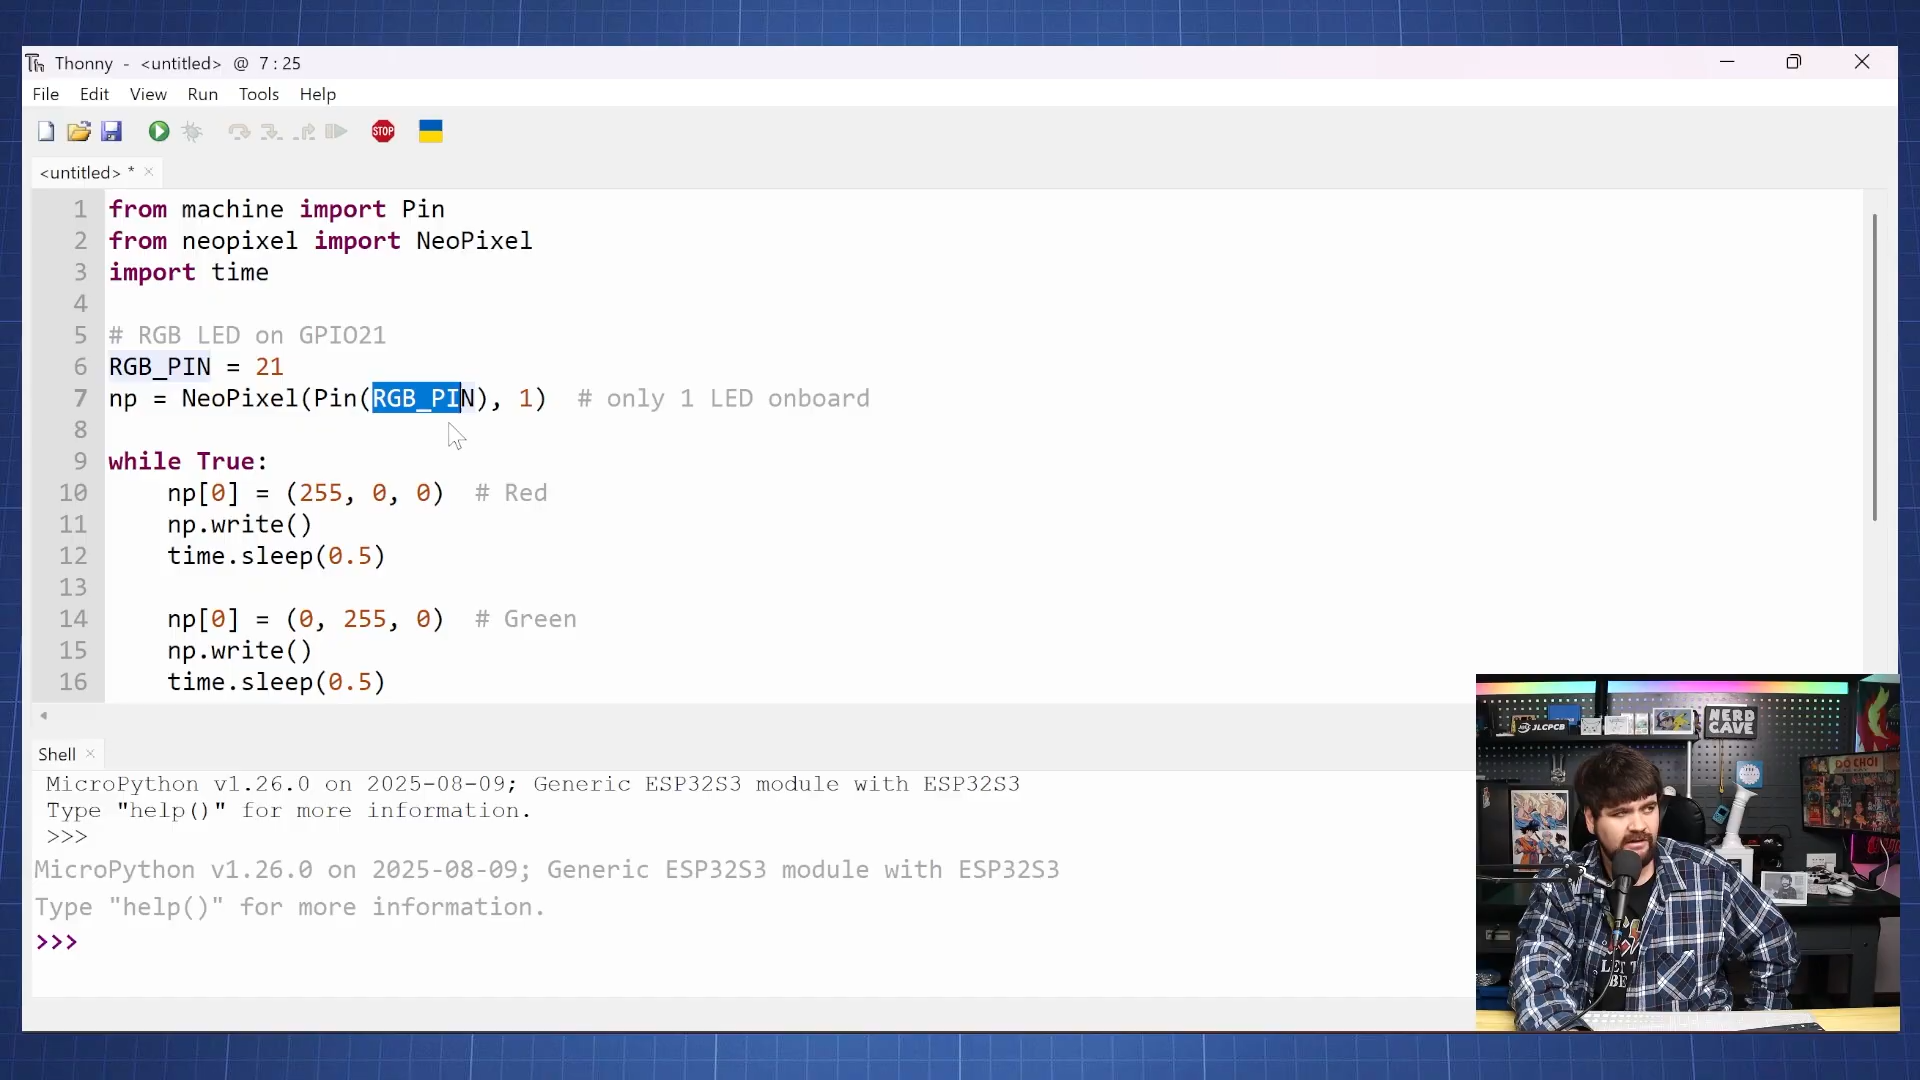 Thonny - <untitled> @ 7 : 25
File Edit View Run Tools Help
STOP
<untitled> *
1 from machine import Pin
2 from neopixel import NeoPixel
3 import time
4
5 # RGB LED on GPIO21
6 RGB_PIN = 21
7 np = NeoPixel(Pin(RGB_PIN), 1)  # only 1 LED onboard
8
9 while True:
10     np[0] = (255, 0, 0)  # Red
11     np.write()
12     time.sleep(0.5)
13
14     np[0] = (0, 255, 0)  # Green
15     np.write()
16     time.sleep(0.5)
Shell
MicroPython v1.26.0 on 2025-08-09; Generic ESP32S3 module with ESP32S3
Type "help()" for more information.
>>>
MicroPython v1.26.0 on 2025-08-09; Generic ESP32S3 module with ESP32S3
Type "help()" for more information.
>>>
JLCPCB
NERD
CAVE
ĐỒ CHƠI